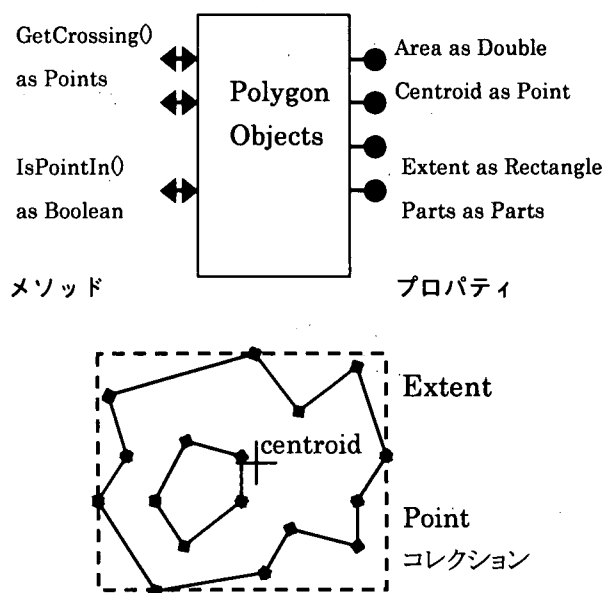 GetCrossing()
as Points
IsPointIn()
as Boolean
メソッド
Polygon
Objects
Area as Double
Centroid as Point
Extent as Rectangle
Parts as Parts
プロパティ
Extent
centroid
Point
コレクション